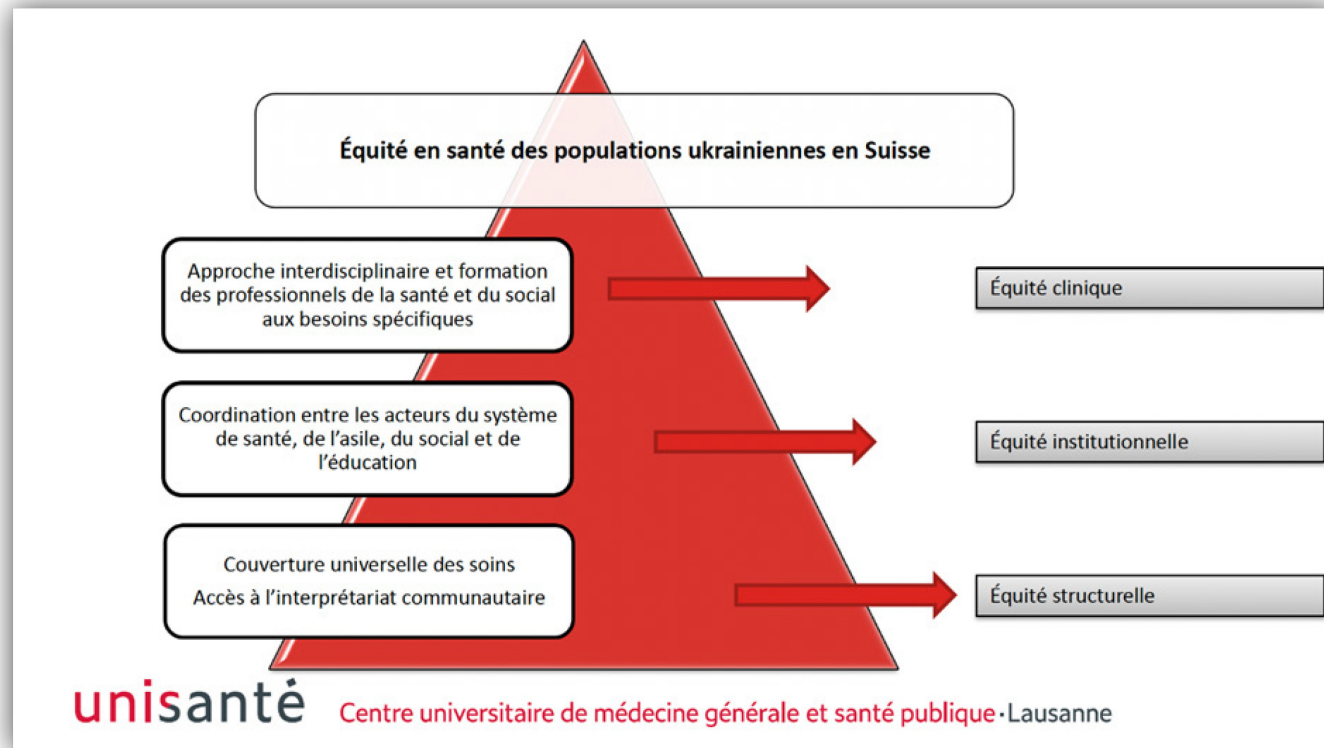 Équité en santé des populations ukrainiennes en Suisse
Approche interdisciplinaire et formation
des professionnels de la santé et du social
aux besoins spécifiques
Équité clinique
Coordination entre les acteurs du système
de santé, de l’asile, du social et de
l’éducation
Équité institutionnelle
Couverture universelle des soins
Accès à l’interprétariat communautaire
Équité structurelle
unisanté
Centre universitaire de médecine générale et santé publique · Lausanne